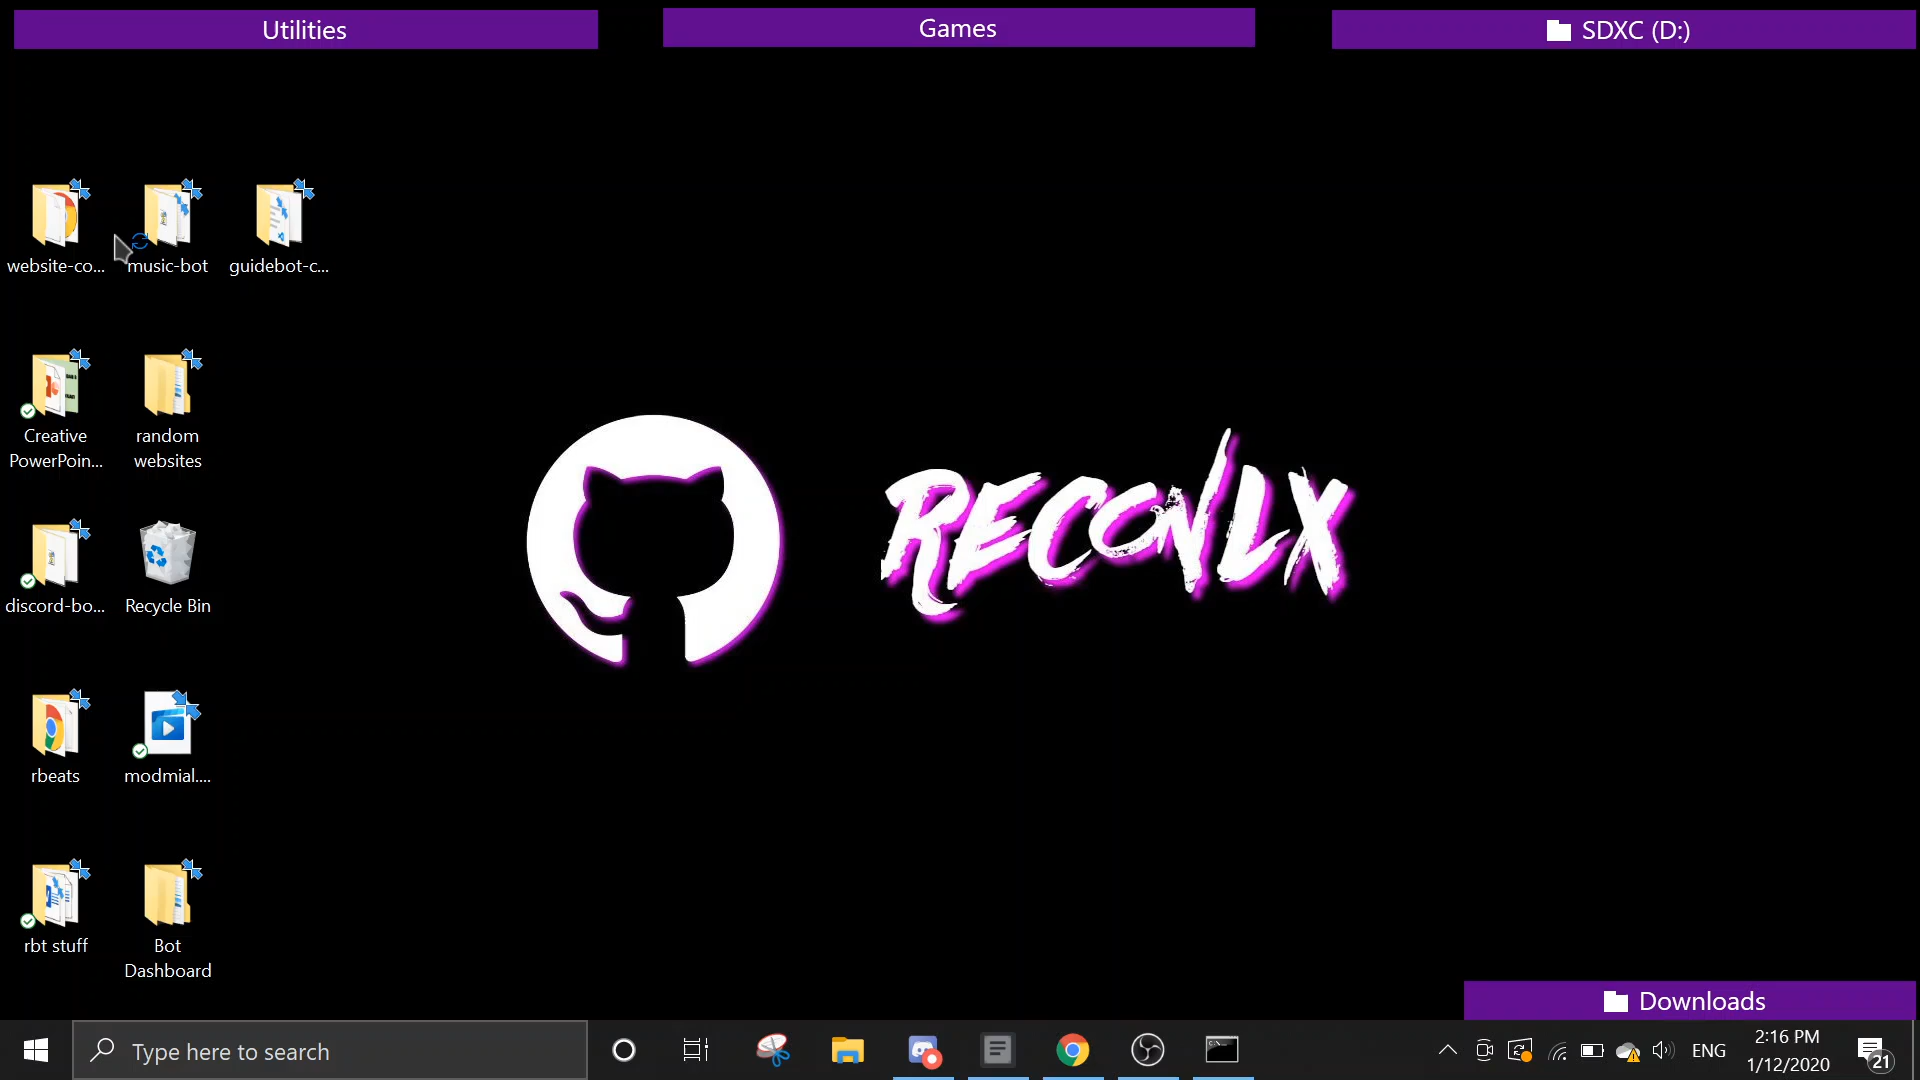 Utilities
Games
SDXC (D:)
website-co...
music-bot
guidebot-c...
Creative
PowerPoin...
random
websites
RECONLX
discord-bo...
Recycle Bin
rbeats
modmial....
rbt stuff
Bot
Dashboard
Downloads
Type here to search
ENG
2:16 PM
1/12/2020
21